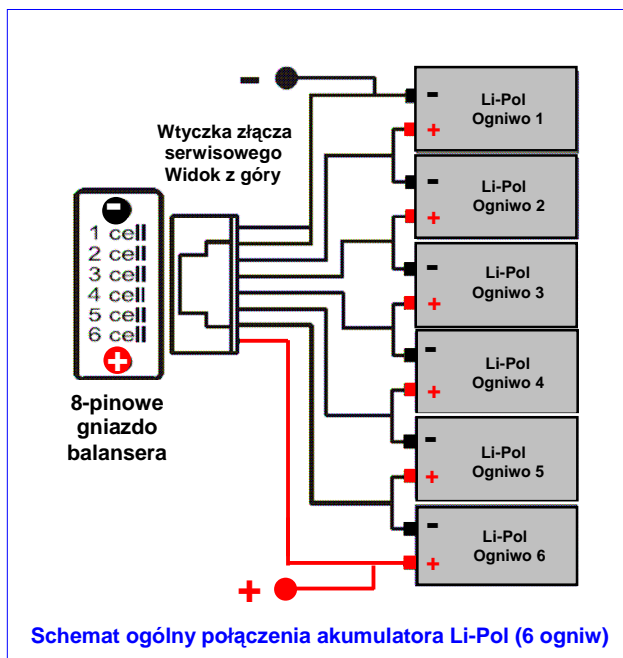 -
Wtyczka złącza
serwisowego
Widok z góry
-
1 cell
2 cell
3 cell
4 cell
5 cell
6 cell
+
8-pinowe
gniazdo
balansera
-
Li-Pol
Ogniwo 1
+
-
Li-Pol
Ogniwo 2
+
-
Li-Pol
Ogniwo 3
+
-
Li-Pol
Ogniwo 4
+
-
Li-Pol
Ogniwo 5
+
-
Li-Pol
Ogniwo 6
+
+
Schemat ogólny połączenia akumulatora Li-Pol (6 ogniw)